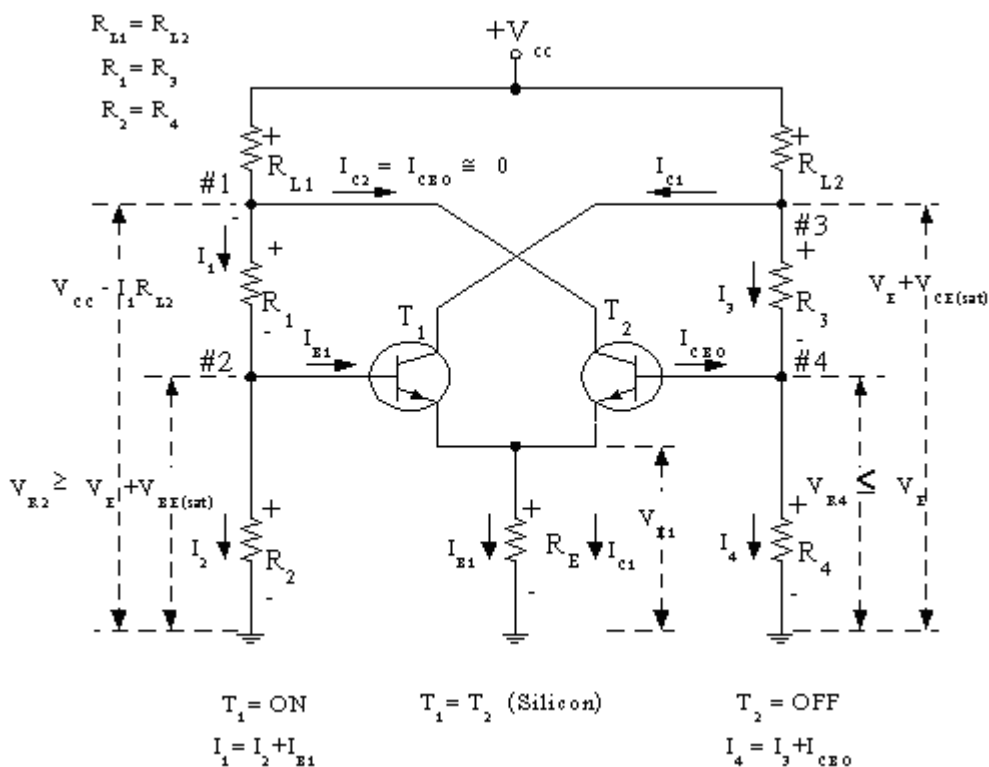 R_L1 = R_L2
R_1 = R_3
R_2 = R_4
+V_CC
R_L1
R_L2
I_C2 = I_CEO ≅ 0
I_C1
#1
#3
I_1
R_1
V_CC - I_1 R_L2
I_3
R_3
V_E + V_CE(sat)
T_1
T_2
#2
I_B1
I_CBO
#4
V_R2 ≥ V_E + V_BE(sat)
V_R4 ≤ V_E
I_2
R_2
I_E1
R_E
I_C1
V_E1
I_4
R_4
T_1 = ON
T_1 = T_2 (Silicon)
T_2 = OFF
I_1 = I_2 + I_B1
I_4 = I_3 + I_CBO